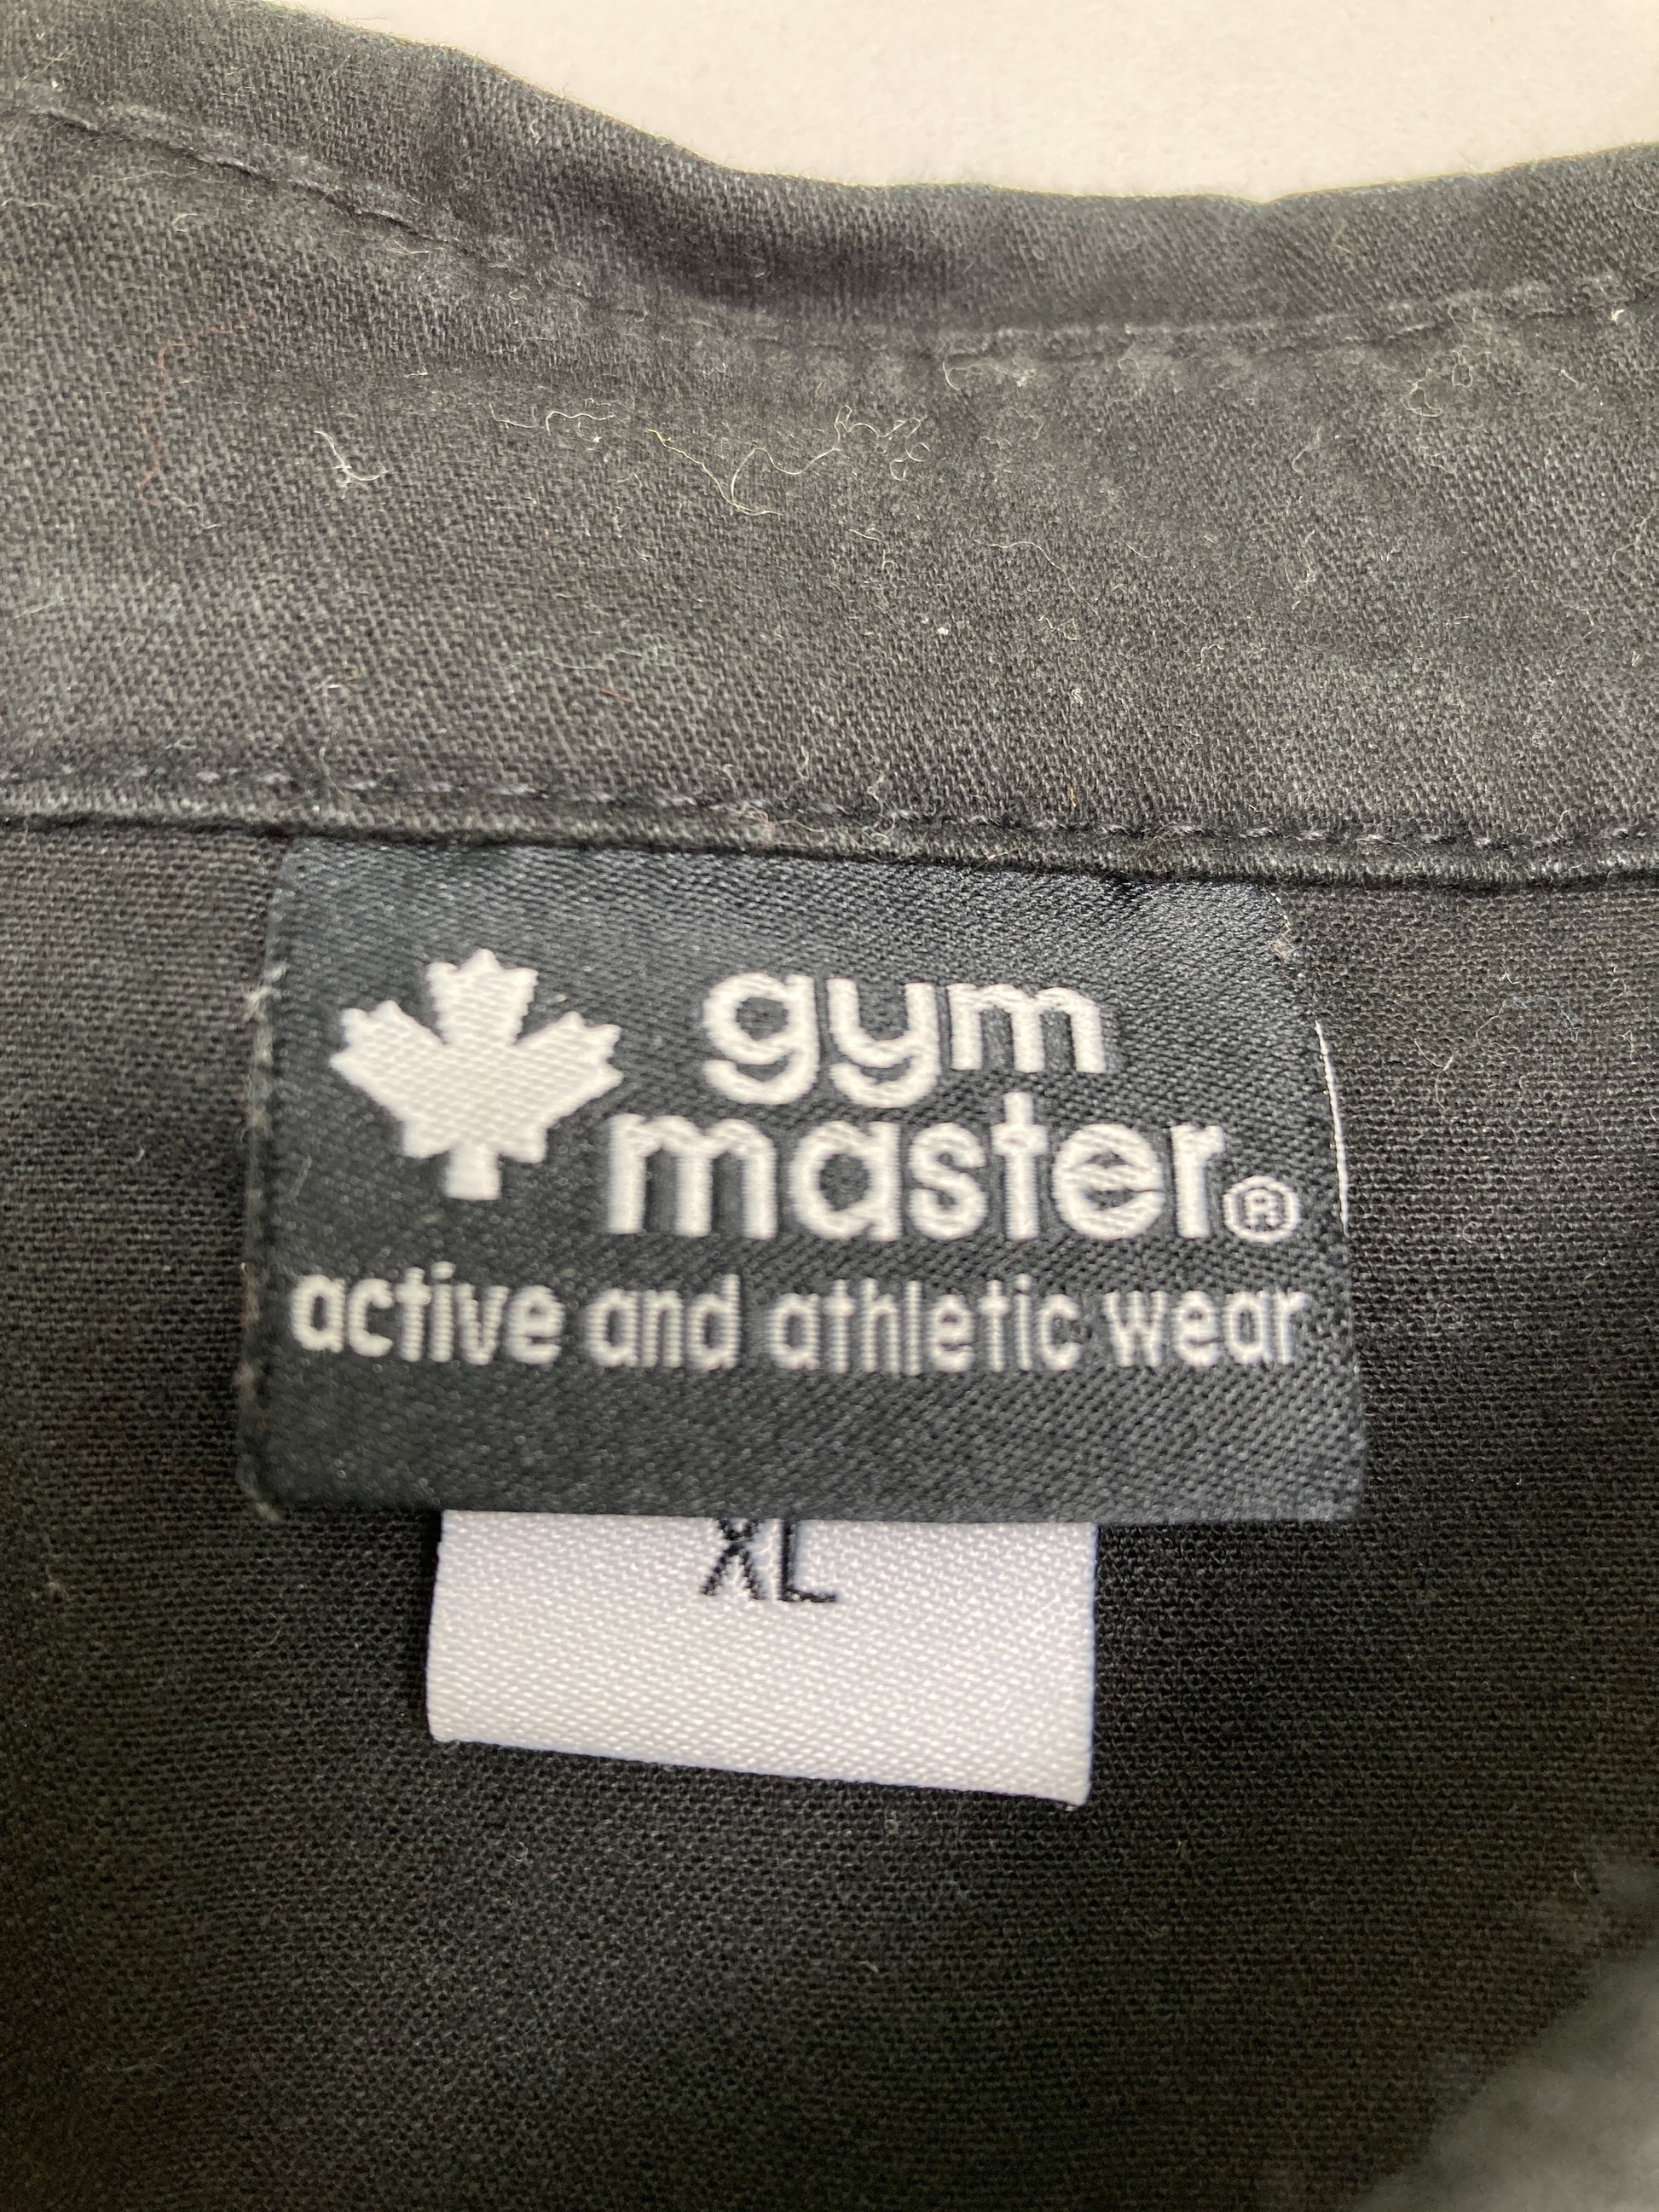 gym
master®
active and athletic wear
XL